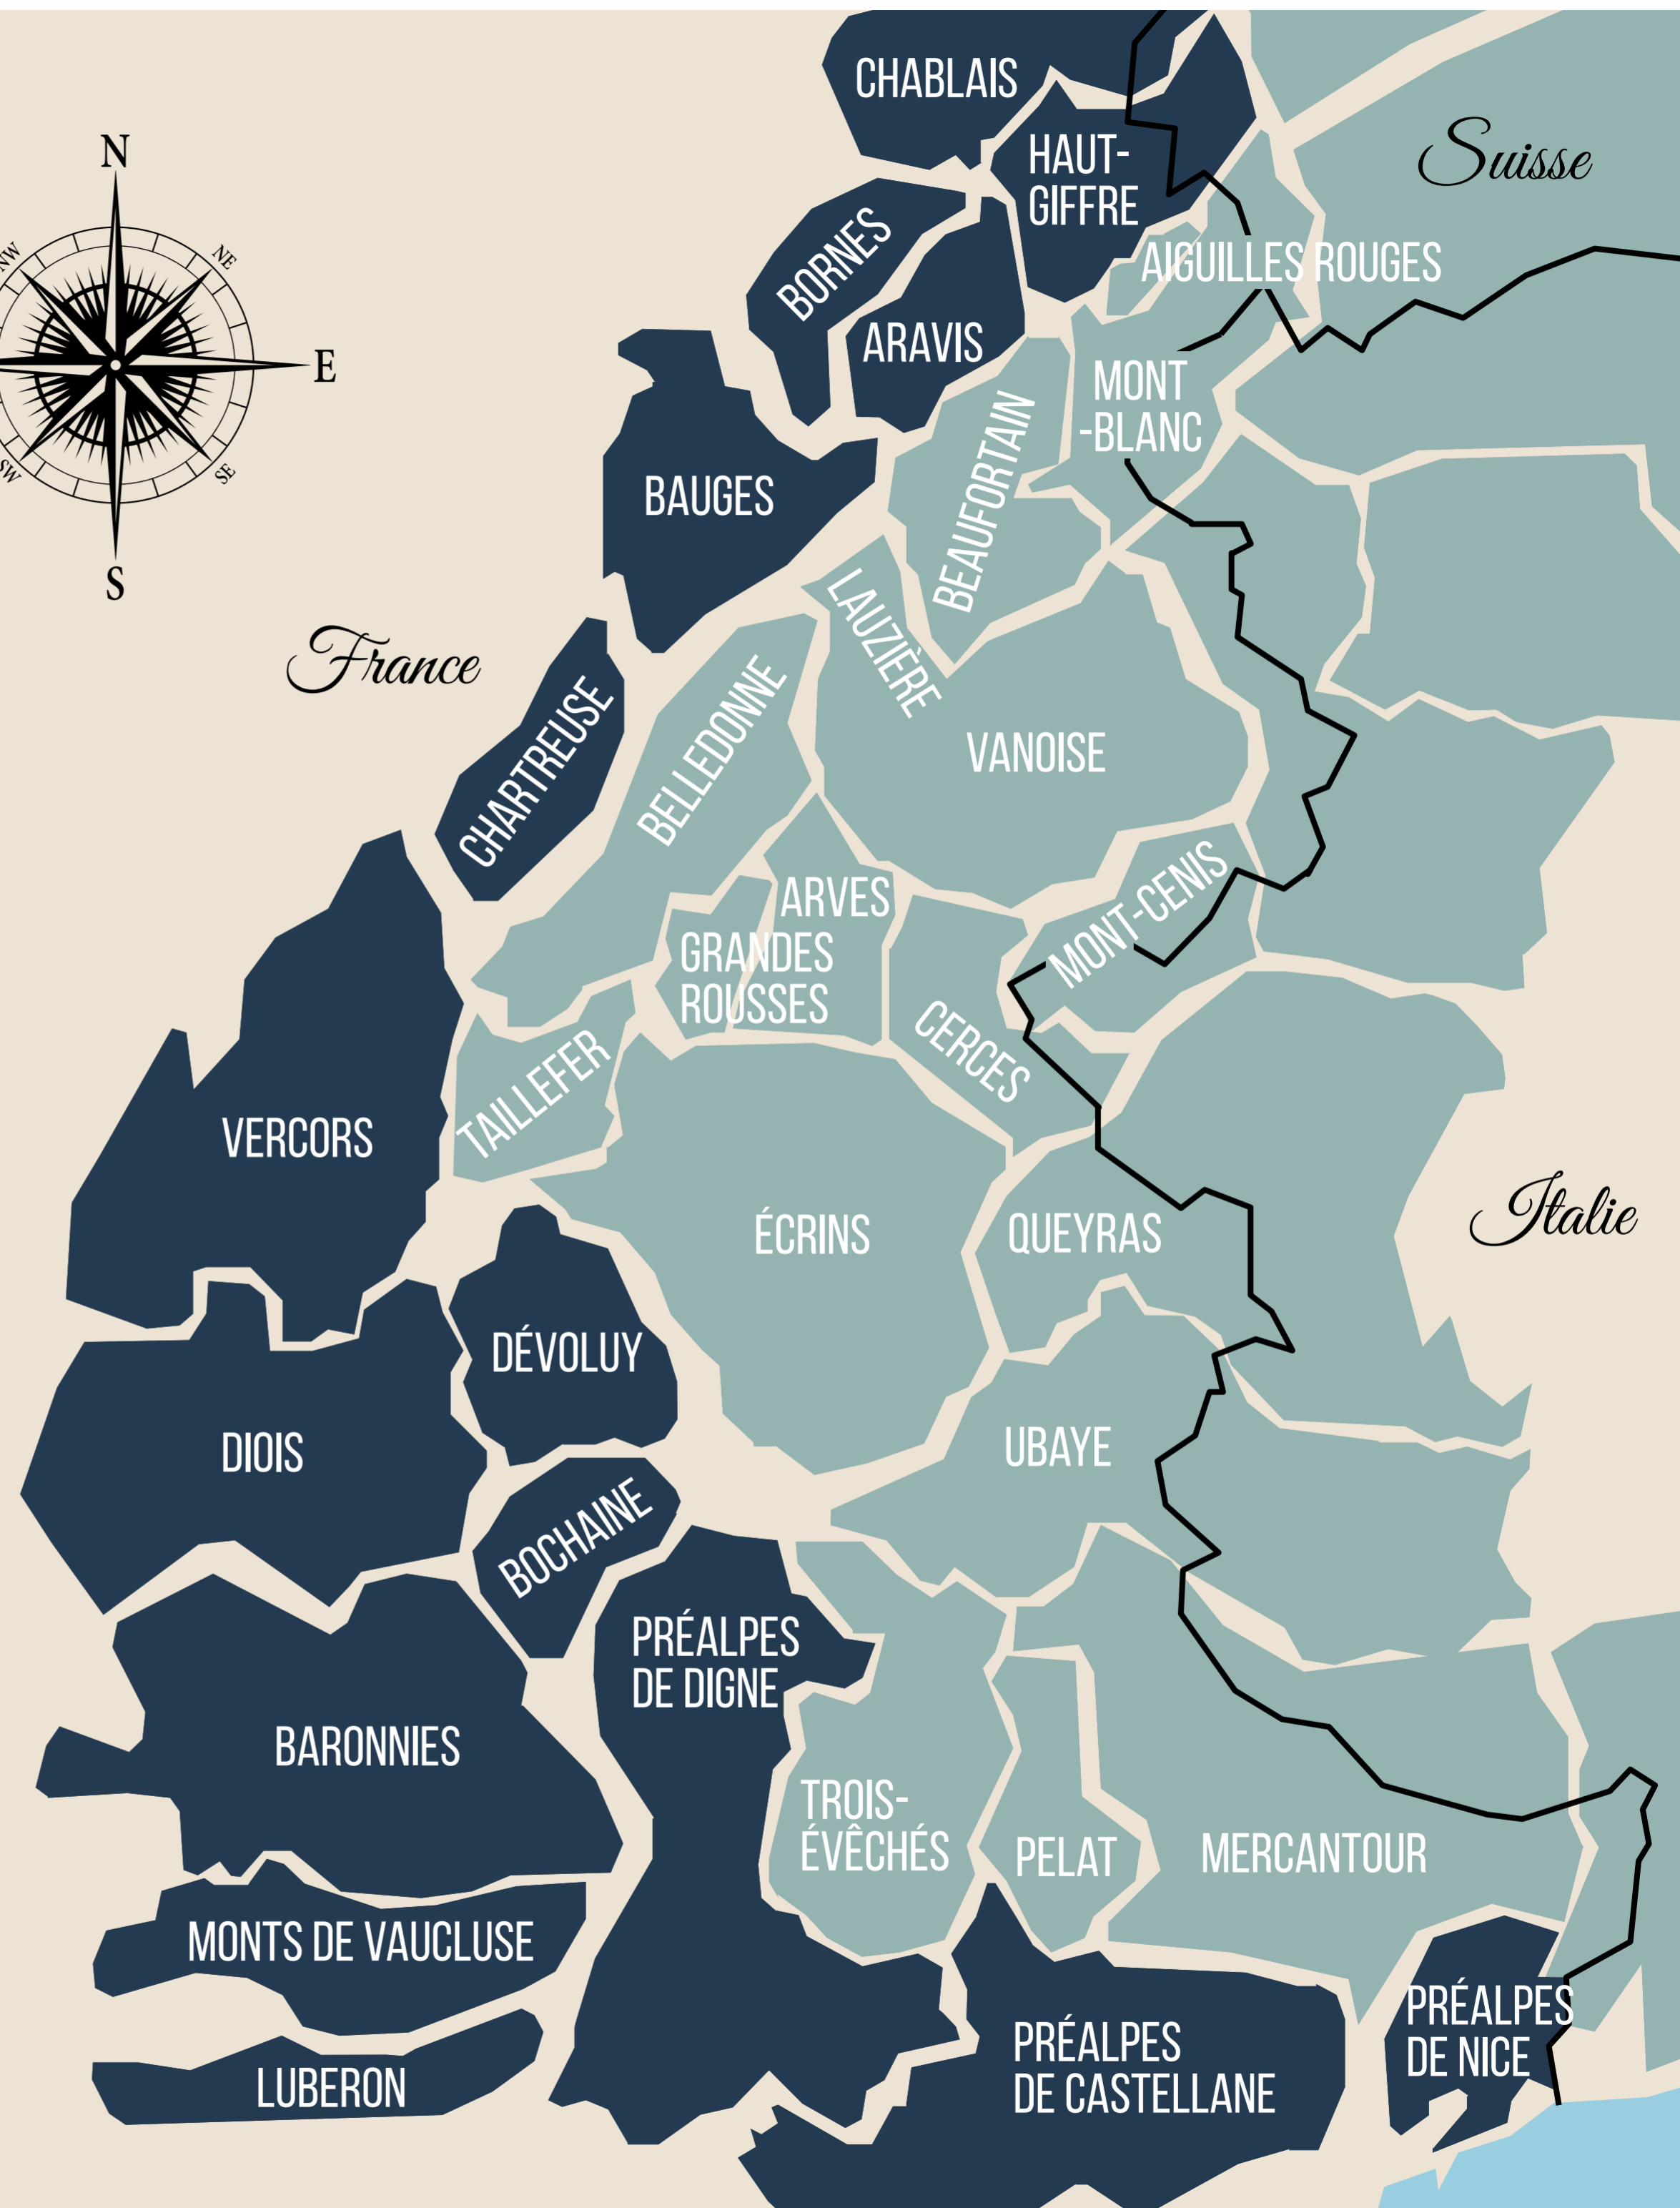 CHABLAIS
N
HAUT-
GIFFRE
Suisse
NW
NE
BORNES
AIGUILLES ROUGES
ARAVIS
E
MONT
-BLANC
SW
SE
BAUGES
BEAUFORTAIN
S
LAUZIÈRE
France
CHARTREUSE
BELLEDONNE
VANOISE
ARVES
MONT-CENIS
GRANDES
ROUSSES
CERCES
TAILLEFER
VERCORS
Italie
ÉCRINS
QUEYRAS
DÉVOLUY
DIOIS
UBAYE
BOCHAINE
PRÉALPES
DE DIGNE
BARONNIES
TROIS-
ÉVÊCHÉS
PELAT
MERCANTOUR
MONTS DE VAUCLUSE
PRÉALPES
DE NICE
PRÉALPES
DE CASTELLANE
LUBERON